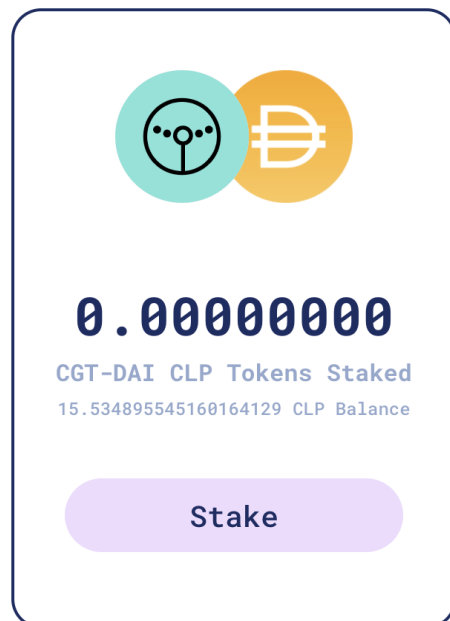 0.00000000
CGT-DAI CLP Tokens Staked
15.534895545160164129 CLP Balance
Stake